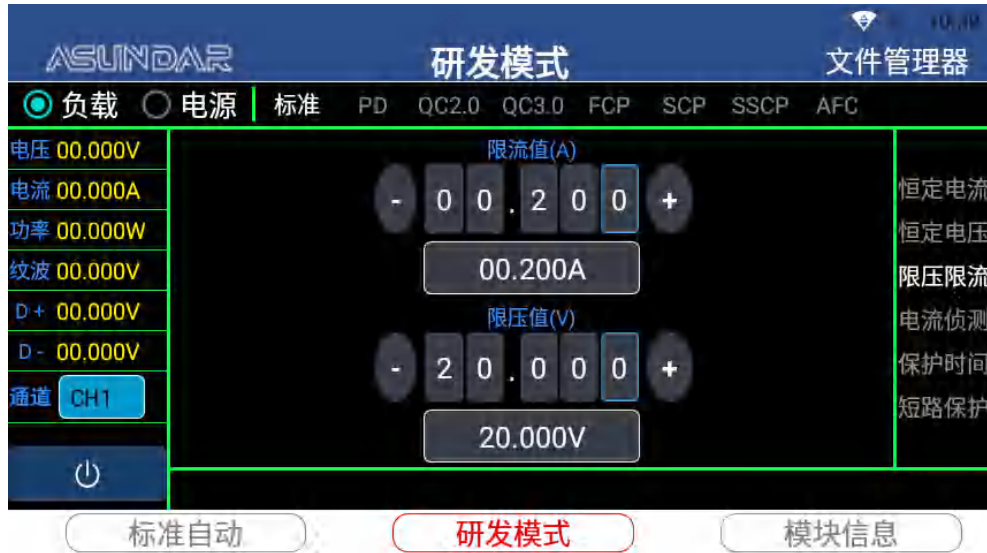 ASUNDAR
研发模式
文件管理器
负载 电源 标准 PD QC2.0 QC3.0 FCP SCP SSCP AFC
电压 00.000V
电流 00.000A
功率 00.000W
纹波 00.000V
D+ 00.000V
D- 00.000V
通道 CH1
限流值(A)
- 0 0 . 2 0 0 +
00.200A
限压值(V)
- 2 0 . 0 0 0 +
20.000V
恒定电流
恒定电压
限压限流
电流侦测
保护时间
短路保护
标准自动
研发模式
模块信息